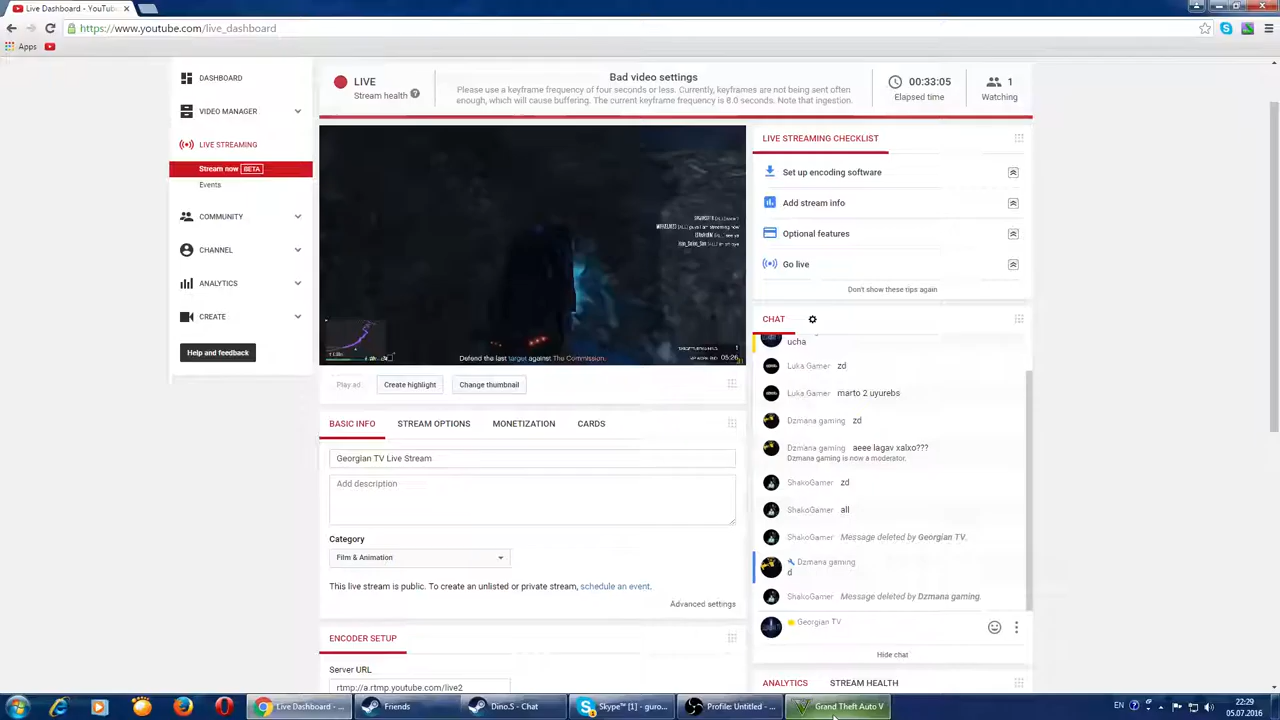 Live Dashboard - YouTub
https://www.youtube.com/live_dashboard
Apps
DASHBOARD
VIDEO MANAGER
LIVE STREAMING
Stream now BETA
Events
COMMUNITY
CHANNEL
ANALYTICS
CREATE
Help and feedback
LIVE
Stream health
Bad video settings
Please use a keyframe frequency of four seconds or less. Currently, keyframes are not being sent often
enough, which will cause buffering. The current keyframe frequency is 8.0 seconds. Note that ingestion.
00:33:05
Elapsed time
1
Watching
Defend the last target against The Commission.
05:26
Play ad
Create highlight
Change thumbnail
BASIC INFO
STREAM OPTIONS
MONETIZATION
CARDS
Georgian TV Live Stream
Add description
Category
Film & Animation
This live stream is public. To create an unlisted or private stream, schedule an event.
Advanced settings
ENCODER SETUP
Server URL
rtmp://a.rtmp.youtube.com/live2
LIVE STREAMING CHECKLIST
Set up encoding software
Add stream info
Optional features
Go live
Don't show these tips again
CHAT
ucha
Luka Gamer zd
Luka Gamer marto 2 uyurebs
Dzmana gaming zd
Dzmana gaming aeee lagav xalxo???
Dzmana gaming is now a moderator.
ShakoGamer zd
ShakoGamer all
ShakoGamer Message deleted by Georgian TV.
Dzmana gaming
d
ShakoGamer Message deleted by Dzmana gaming.
Georgian TV
Hide chat
ANALYTICS
STREAM HEALTH
Live Dashboard - ...
Friends
Dino.S - Chat
Skype™ [1] - guro...
Profile: Untitled - ...
Grand Theft Auto V
EN
22:29
5.07.2016